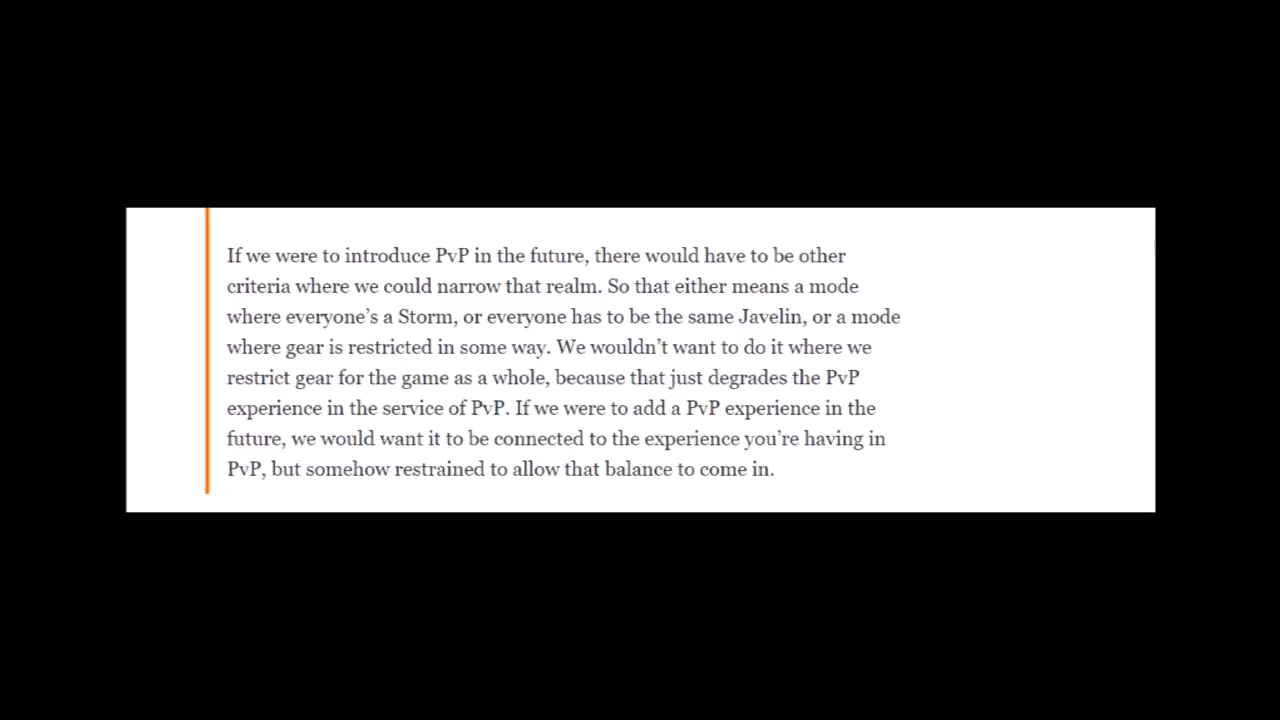 If we were to introduce PvP in the future, there would have to be other
criteria where we could narrow that realm. So that either means a mode
where everyone’s a Storm, or everyone has to be the same Javelin, or a mode
where gear is restricted in some way. We wouldn’t want to do it where we
restrict gear for the game as a whole, because that just degrades the PvP
experience in the service of PvP. If we were to add a PvP experience in the
future, we would want it to be connected to the experience you’re having in
PvP, but somehow restrained to allow that balance to come in.